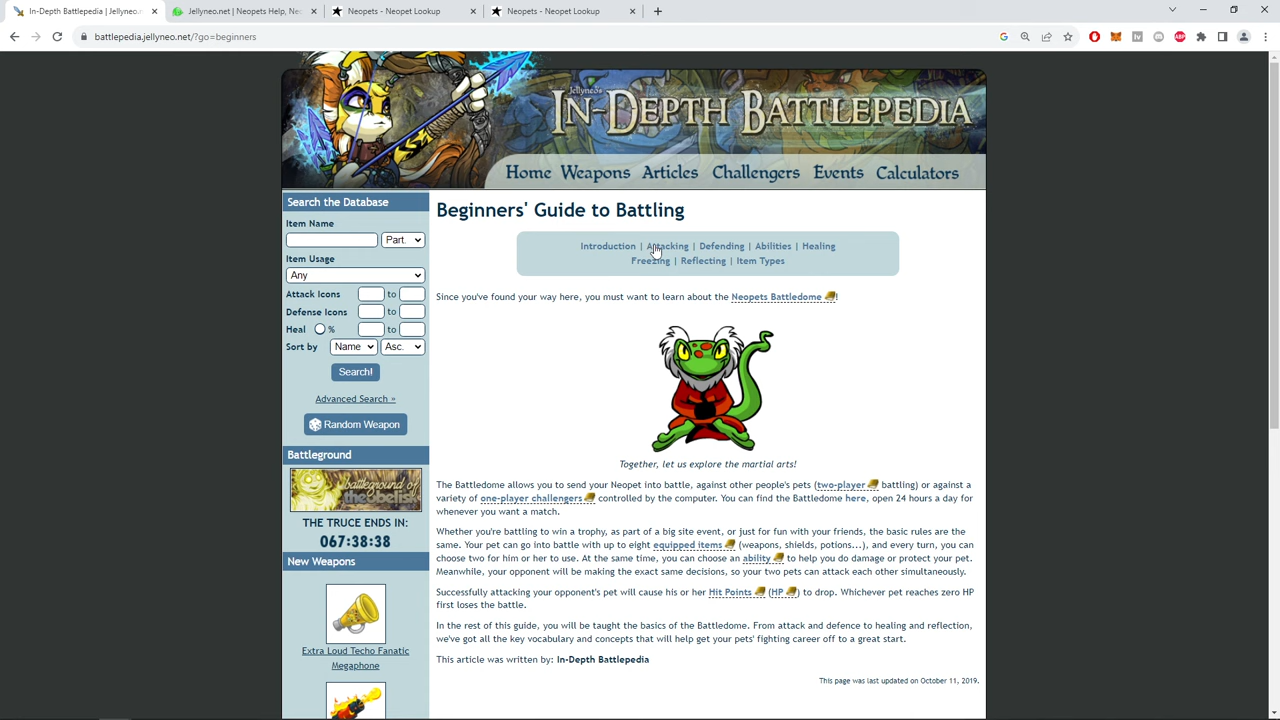 In-Depth Battlepedia | Jellyneo.n
Jellyneo.net | Neopets Help, Ne
Neopets - Neopet Lookup
Neopets - Neopet Lookup
battlepedia.jellyneo.net/?go=beginners
Jellyneo's
IN-DEPTH BATTLEPEDIA
Home Weapons Articles Challengers Events Calculators
Search the Database
Item Name
Part.
Item Usage
Any
Attack Icons to
Defense Icons to
Heal % to
Sort by Name Asc.
Search!
Advanced Search »
Random Weapon
Battleground
battleground of
the obelisk
THE TRUCE ENDS IN:
067:38:38
New Weapons
Extra Loud Techo Fanatic
Megaphone
Beginners' Guide to Battling
Introduction | Attacking | Defending | Abilities | Healing
Freezing | Reflecting | Item Types
Since you've found your way here, you must want to learn about the Neopets Battledome !
Together, let us explore the martial arts!
The Battledome allows you to send your Neopet into battle, against other people's pets (two-player battling) or against a
variety of one-player challengers controlled by the computer. You can find the Battledome here, open 24 hours a day for
whenever you want a match.
Whether you're battling to win a trophy, as part of a big site event, or just for fun with your friends, the basic rules are the
same. Your pet can go into battle with up to eight equipped items (weapons, shields, potions...), and every turn, you can
choose two for him or her to use. At the same time, you can choose an ability to help you do damage or protect your pet.
Meanwhile, your opponent will be making the exact same decisions, so your two pets can attack each other simultaneously.
Successfully attacking your opponent's pet will cause his or her Hit Points (HP ) to drop. Whichever pet reaches zero HP
first loses the battle.
In the rest of this guide, you will be taught the basics of the Battledome. From attack and defence to healing and reflection,
we've got all the key vocabulary and concepts that will help get your pets' fighting career off to a great start.
This article was written by: In-Depth Battlepedia
This page was last updated on October 11, 2019.